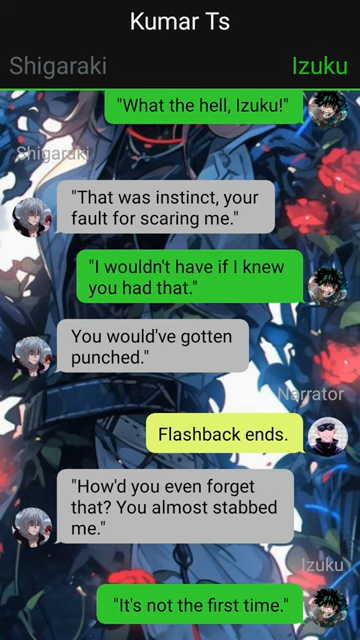 Kumar Ts
Shigaraki
Izuku
"What the hell, Izuku!"
Shigaraki
"That was instinct, your
fault for scaring me."
"I wouldn't have if I knew
you had that."
You would've gotten
punched."
Narrator
Flashback ends.
"How'd you even forget
that? You almost stabbed
me."
Izuku
"It's not the first time."